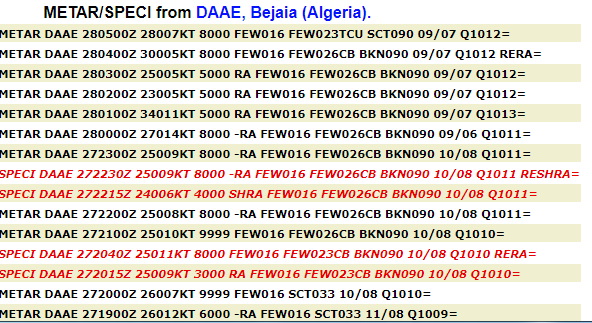 METAR/SPECI from DAAE, Bejaia (Algeria).
METAR DAAE 280500Z 28007KT 8000 FEW016 FEW023TCU SCT090 09/07 Q1012=
METAR DAAE 280400Z 30005KT 8000 FEW016 FEW026CB BKN090 09/07 Q1012 RERA=
METAR DAAE 280300Z 25005KT 5000 RA FEW016 FEW026CB BKN090 09/07 Q1012=
METAR DAAE 280200Z 23005KT 5000 RA FEW016 FEW026CB BKN090 09/07 Q1012=
METAR DAAE 280100Z 34011KT 5000 RA FEW016 FEW026CB BKN090 09/07 Q1013=
METAR DAAE 280000Z 27014KT 8000 -RA FEW016 FEW026CB BKN090 09/06 Q1011=
METAR DAAE 272300Z 25009KT 8000 -RA FEW016 FEW026CB BKN090 10/08 Q1011=
SPECI DAAE 272230Z 25009KT 8000 -RA FEW016 FEW026CB BKN090 10/08 Q1011 RESHRA=
SPECI DAAE 272215Z 24006KT 4000 SHRA FEW016 FEW026CB BKN090 10/08 Q1011=
METAR DAAE 272200Z 25008KT 8000 -RA FEW016 FEW026CB BKN090 10/08 Q1011=
METAR DAAE 272100Z 25010KT 9999 FEW016 FEW023CB BKN090 10/08 Q1010=
SPECI DAAE 272040Z 25011KT 8000 FEW016 FEW023CB BKN090 10/08 Q1010 RERA=
SPECI DAAE 272015Z 25009KT 3000 RA FEW016 FEW023CB BKN090 10/08 Q1010=
METAR DAAE 272000Z 26007KT 9999 FEW016 SCT033 10/08 Q1010=
METAR DAAE 271900Z 26012KT 6000 -RA FEW016 SCT033 11/08 Q1009=